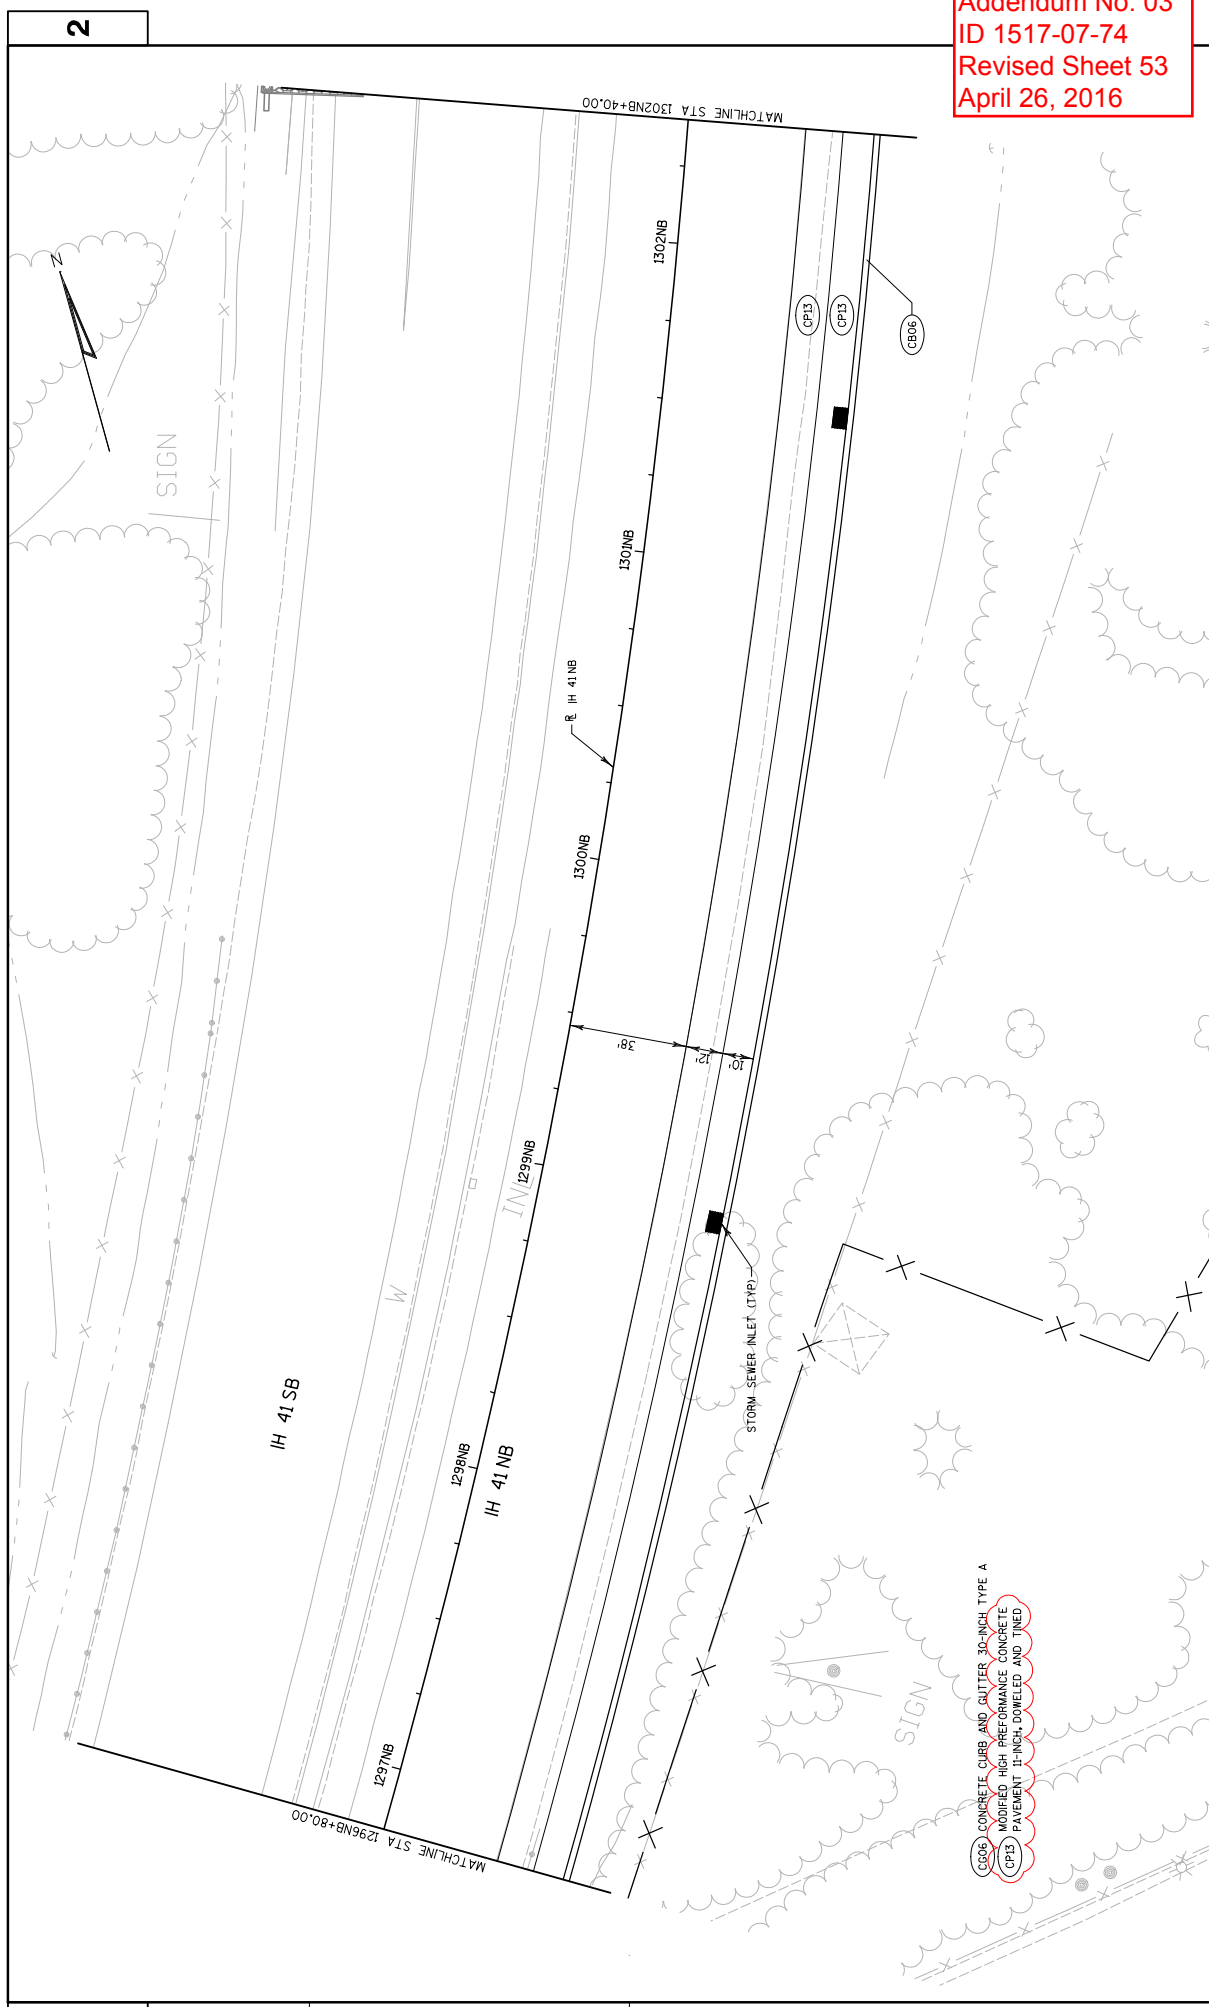 2
Addendum No. 03
ID 1517-07-74
Revised Sheet 53
April 26, 2016
MATCHLINE STA 1302NB+40.00
N
SIGN
1302NB
CP13
CP13
CB06
1301NB
R IH 41 NB
1300NB
38'
12'
10'
1299NB
INL
W
STORM SEWER INLET (TYP)
IH 41 SB
1298NB
IH 41 NB
1297NB
MATCHLINE STA 1296NB+80.00
SIGN
CG06 CONCRETE CURB AND GUTTER 30-INCH TYPE A
CP13 MODIFIED HIGH PREFORMANCE CONCRETE
PAVEMENT 11-INCH, DOWELED AND TINED